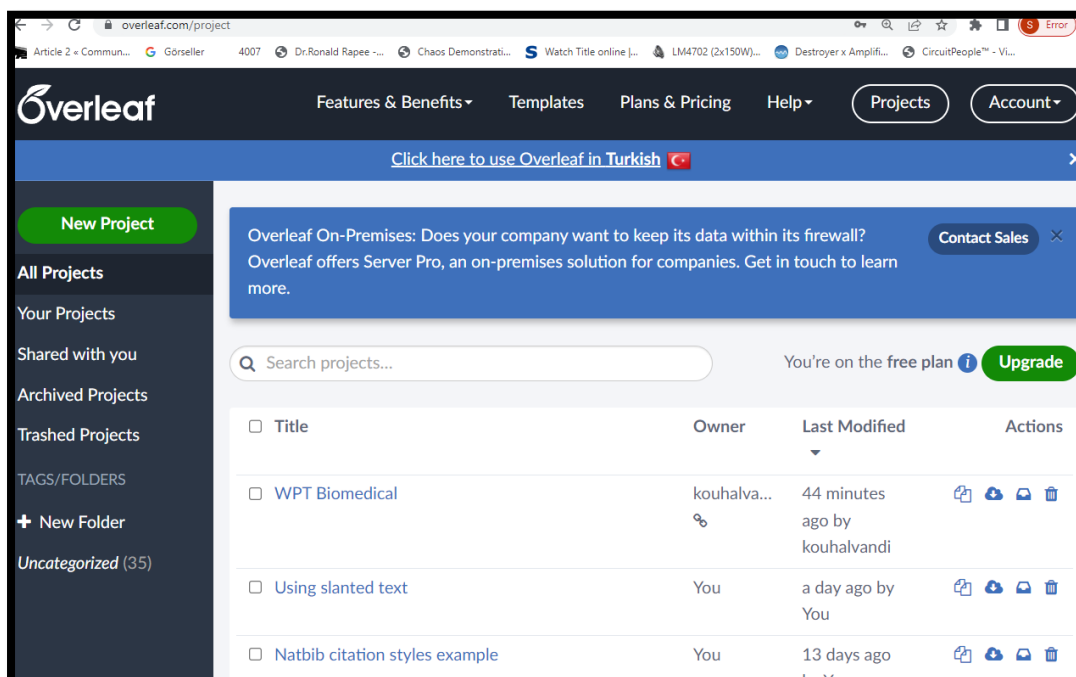 overleaf.com/project
S Error
Article 2 « Commun... G Görseller 4007 Dr.Ronald Rapee -... Chaos Demonstrati... S Watch Title online |... LM4702 (2x150W)... Destroyer x Amplifi... CircuitPeople™ - Vi...
Overleaf Features & Benefits Templates Plans & Pricing Help Projects Account
Click here to use Overleaf in Turkish
New Project
All Projects
Your Projects
Shared with you
Archived Projects
Trashed Projects
TAGS/FOLDERS
+ New Folder
Uncategorized (35)
Overleaf On-Premises: Does your company want to keep its data within its firewall?
Overleaf offers Server Pro, an on-premises solution for companies. Get in touch to learn
more.
Contact Sales
Search projects...
You're on the free plan i Upgrade
Title Owner Last Modified Actions
WPT Biomedical kouhalva... 44 minutes
ago by
kouhalvandi
Using slanted text You a day ago by
You
Natbib citation styles example You 13 days ago